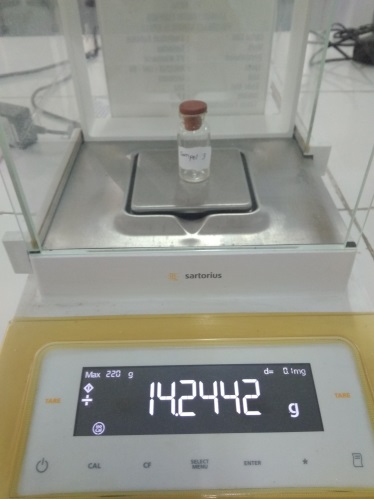 sartorius
Max 220 g d= 0.1mg
14.2442 g
TARE TARE
CAL CF SELECT MENU ENTER